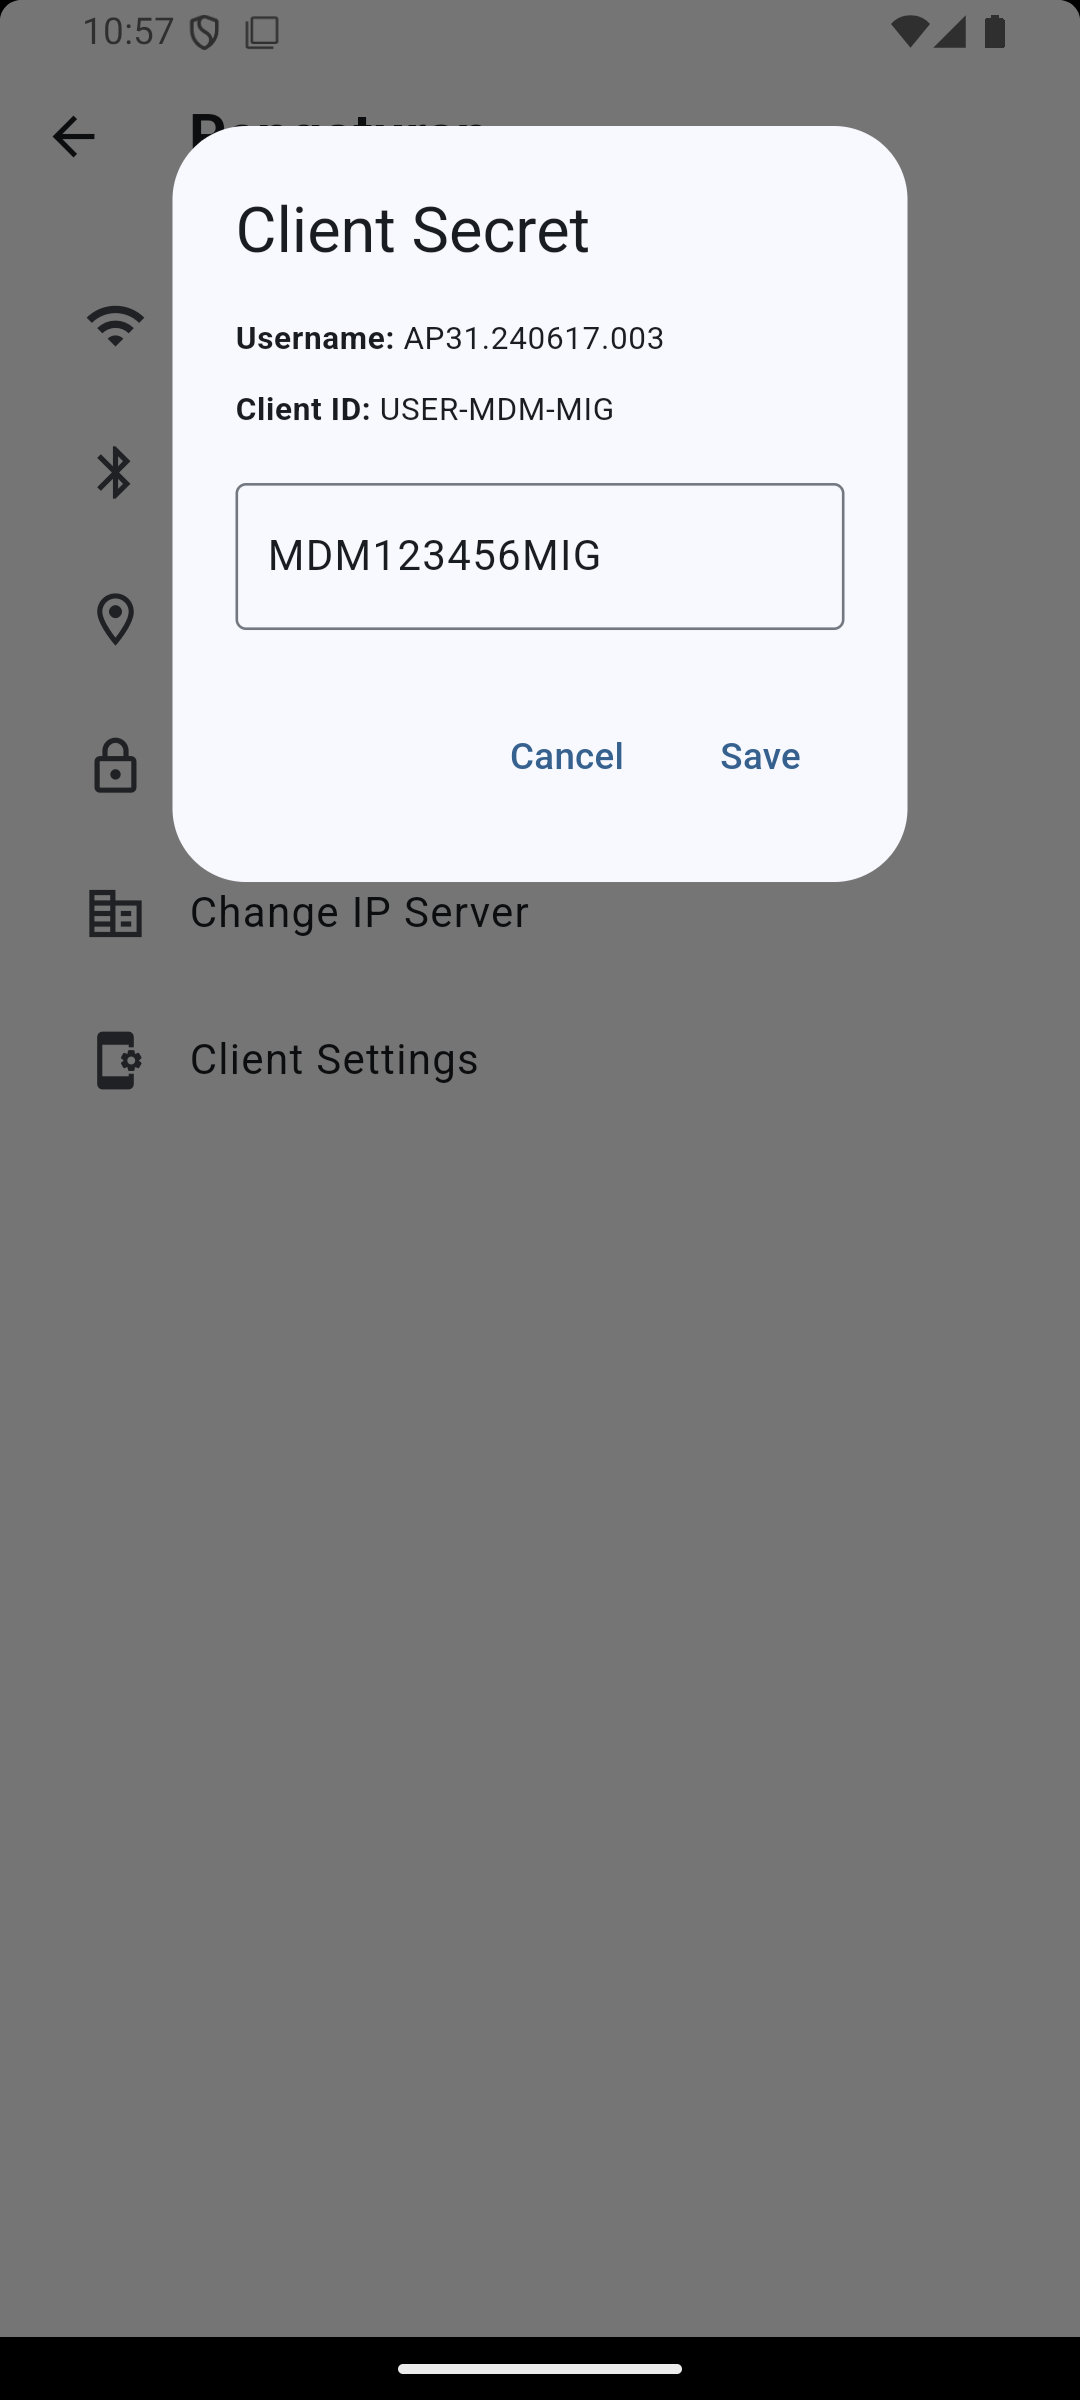 10:57
Client Secret
Username: AP31.240617.003
Client ID: USER-MDM-MIG
MDM123456MIG
Cancel Save
Change IP Server
Client Settings